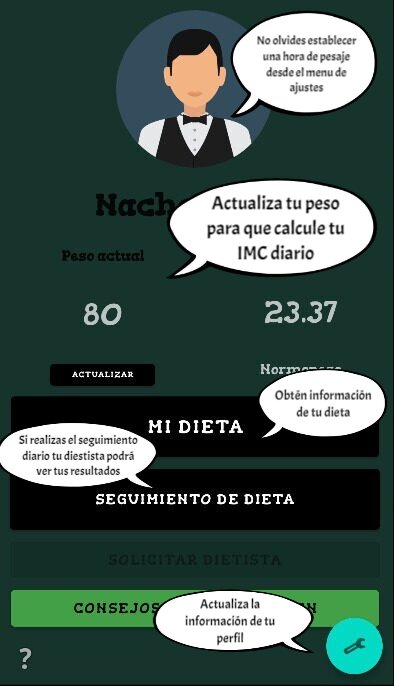 No olvides establecer
una hora de pesaje
desde el menu de
ajustes
Nach
Actualiza tu peso
para que calcule tu
IMC diario
Peso actual
80
23.37
ACTUALIZAR
Obtén información
de tu dieta
MI DIETA
Si realizas el seguimiento
diario tu diestista podrá
ver tus resultados
SEGUIMIENTO DE DIETA
SOLICITAR DIETISTA
CONSEJOS
Actualiza la
información de tu
perfil
?